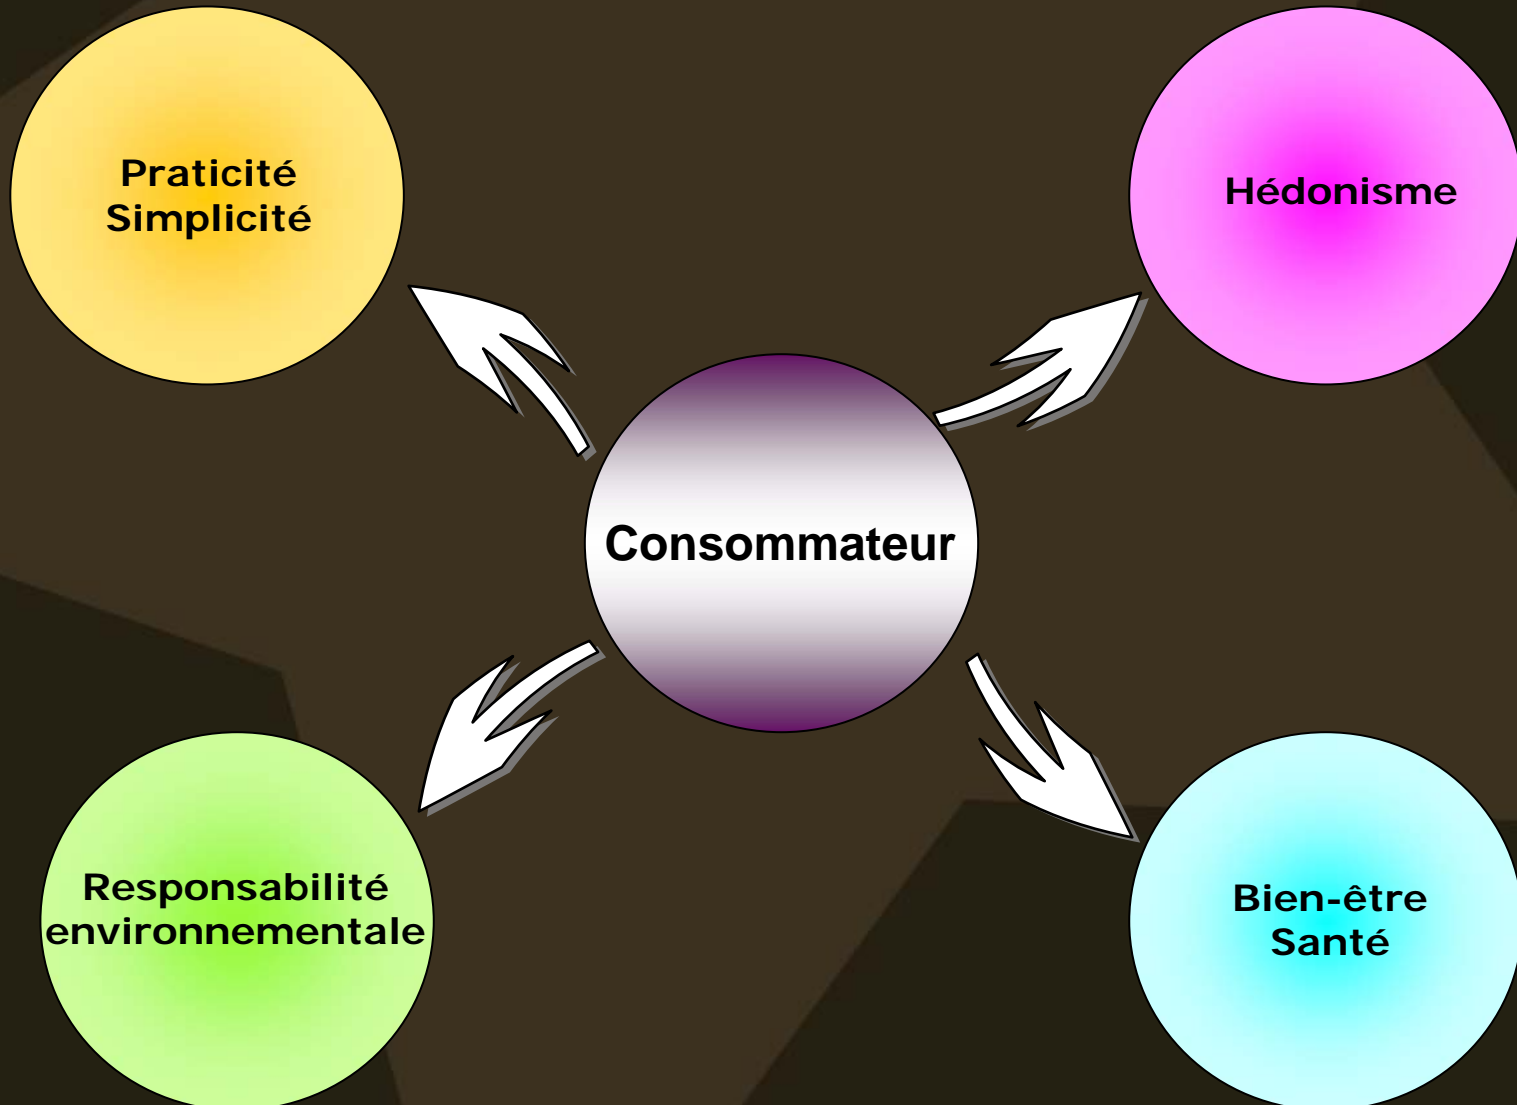 Praticité
Simplicité
Hédonisme
Consommateur
Responsabilité
environnementale
Bien-être
Santé